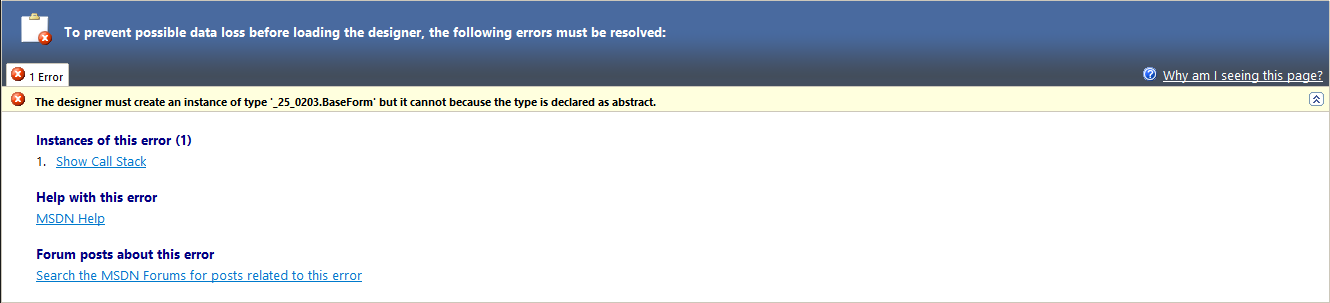 To prevent possible data loss before loading the designer, the following errors must be resolved:
1 Error
Why am I seeing this page?
The designer must create an instance of type '_25_0203.BaseForm' but it cannot because the type is declared as abstract.
Instances of this error (1)
1. Show Call Stack
Help with this error
MSDN Help
Forum posts about this error
Search the MSDN Forums for posts related to this error